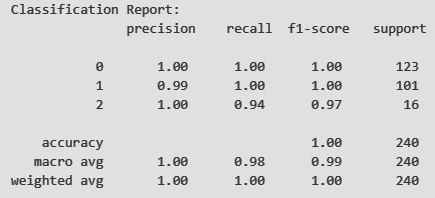 Classification Report:
precision recall f1-score support
0 1.00 1.00 1.00 123
1 0.99 1.00 1.00 101
2 1.00 0.94 0.97 16
accuracy 1.00 240
macro avg 1.00 0.98 0.99 240
weighted avg 1.00 1.00 1.00 240